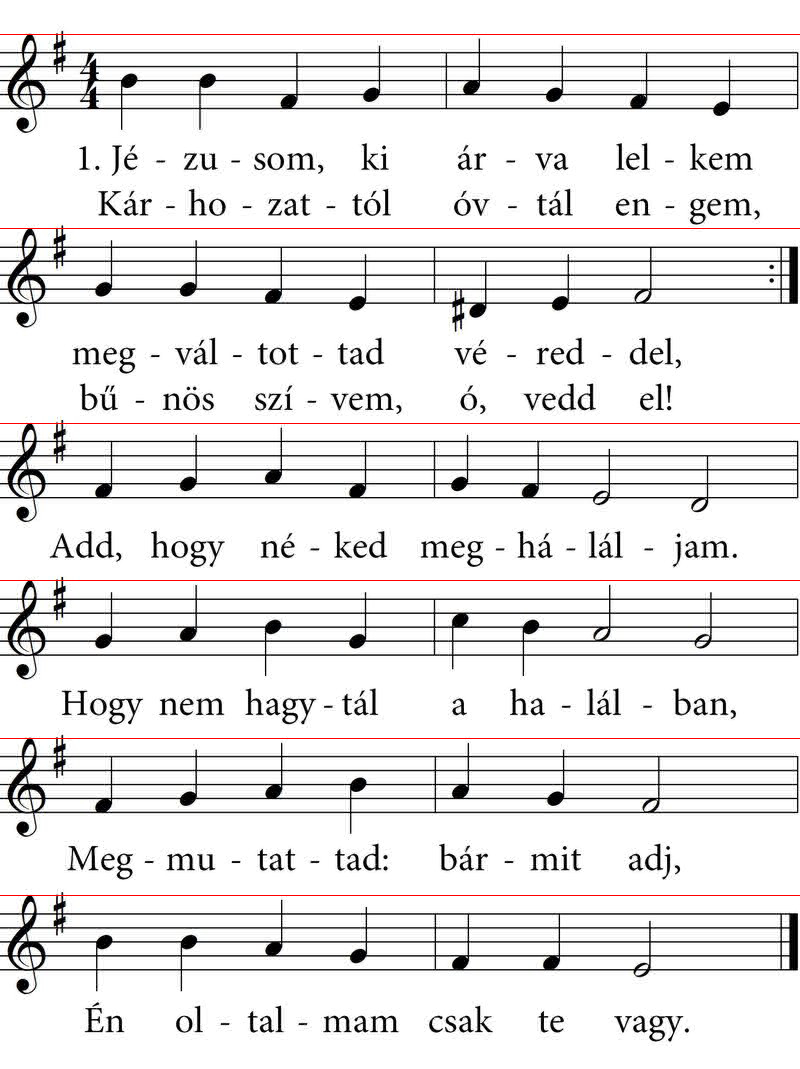 4
4
1. Jé - zu - som, ki ár - va lel - kem
Kár - ho - zat - tól óv - tál en - gem,
meg - vál - tot - tad vé - red - del,
bű - nös szí - vem, ó, vedd el!
Add, hogy né - ked meg - há - lál - jam.
Hogy nem hagy - tál a ha - lál - ban,
Meg - mu - tat - tad: bár - mit adj,
Én ol - tal - mam csak te vagy.